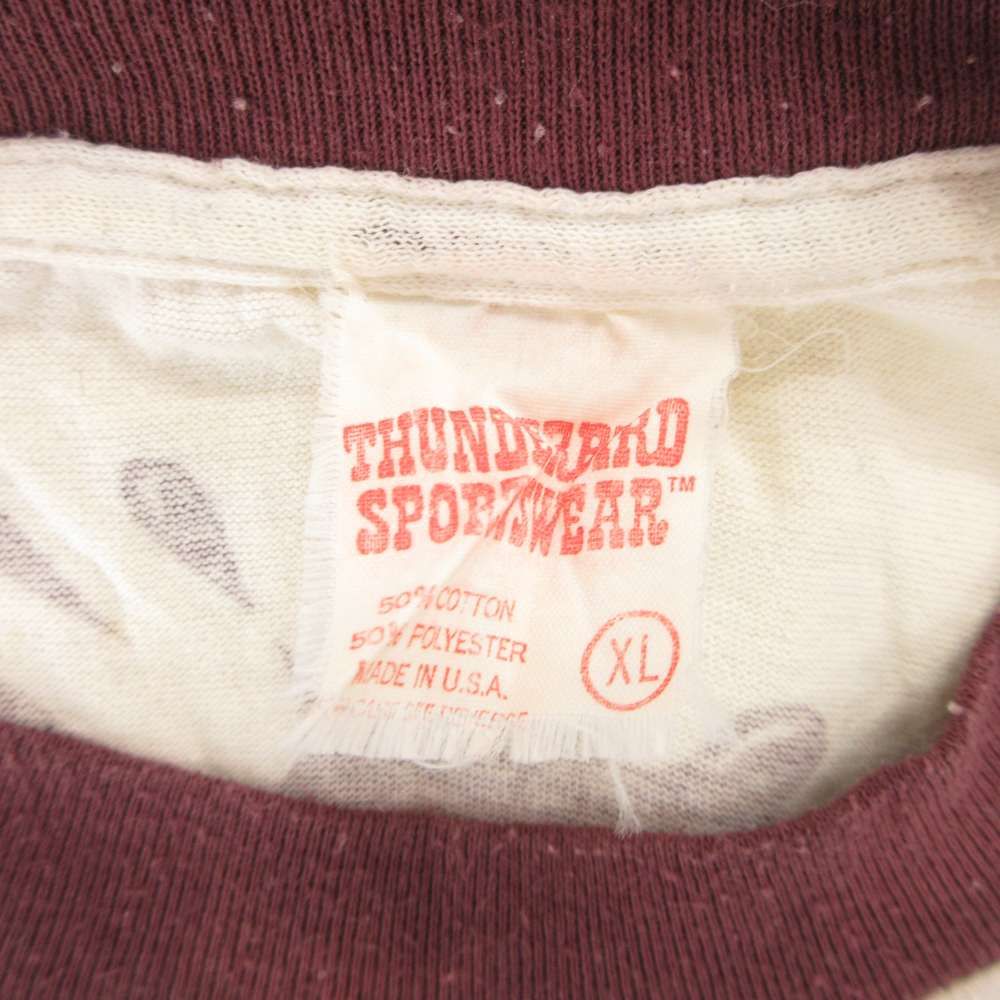 THUNDERBIRD
SPORTSWEAR™
50% COTTON
50% POLYESTER
MADE IN U.S.A.
XL